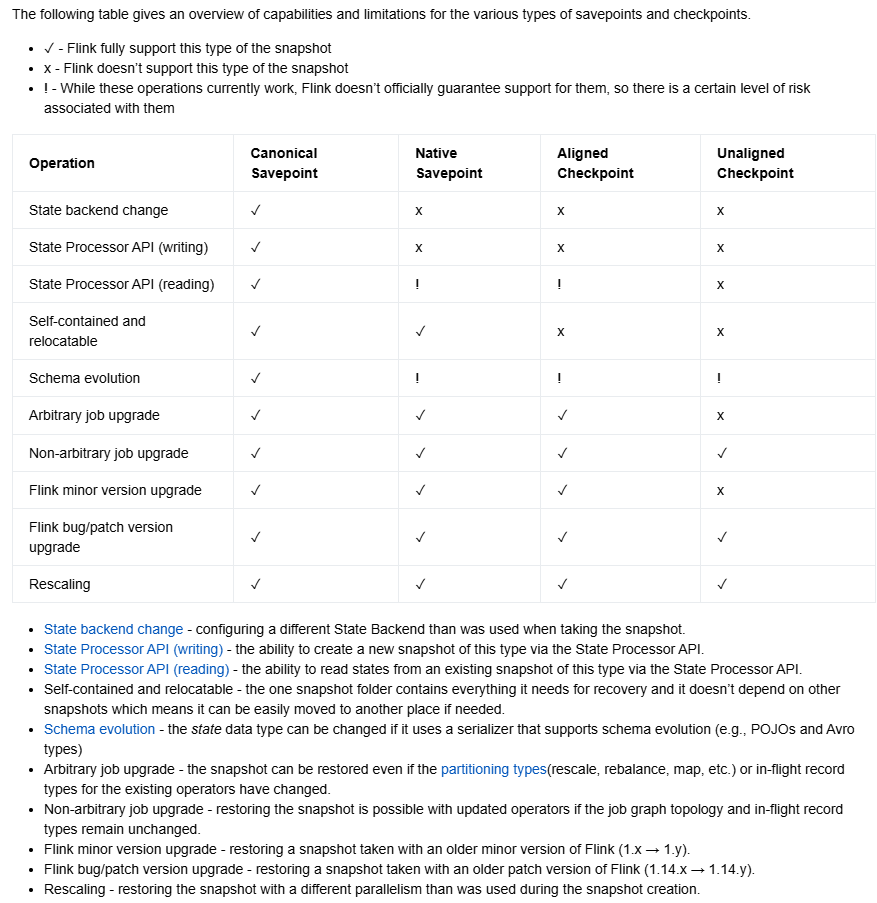 The following table gives an overview of capabilities and limitations for the various types of savepoints and checkpoints.
• ✓ - Flink fully support this type of the snapshot
• x - Flink doesn’t support this type of the snapshot
• ! - While these operations currently work, Flink doesn’t officially guarantee support for them, so there is a certain level of risk
associated with them
Operation Canonical Savepoint Native Savepoint Aligned Checkpoint Unaligned Checkpoint
State backend change ✓ x x x
State Processor API (writing) ✓ x x x
State Processor API (reading) ✓ ! ! x
Self-contained and relocatable ✓ ✓ x x
Schema evolution ✓ ! ! !
Arbitrary job upgrade ✓ ✓ ✓ x
Non-arbitrary job upgrade ✓ ✓ ✓ ✓
Flink minor version upgrade ✓ ✓ ✓ x
Flink bug/patch version upgrade ✓ ✓ ✓ ✓
Rescaling ✓ ✓ ✓ ✓
• State backend change - configuring a different State Backend than was used when taking the snapshot.
• State Processor API (writing) - the ability to create a new snapshot of this type via the State Processor API.
• State Processor API (reading) - the ability to read states from an existing snapshot of this type via the State Processor API.
• Self-contained and relocatable - the one snapshot folder contains everything it needs for recovery and it doesn’t depend on other
snapshots which means it can be easily moved to another place if needed.
• Schema evolution - the state data type can be changed if it uses a serializer that supports schema evolution (e.g., POJOs and Avro
types)
• Arbitrary job upgrade - the snapshot can be restored even if the partitioning types(rescale, rebalance, map, etc.) or in-flight record
types for the existing operators have changed.
• Non-arbitrary job upgrade - restoring the snapshot is possible with updated operators if the job graph topology and in-flight record
types remain unchanged.
• Flink minor version upgrade - restoring a snapshot taken with an older minor version of Flink (1.x → 1.y).
• Flink bug/patch version upgrade - restoring a snapshot taken with an older patch version of Flink (1.14.x → 1.14.y).
• Rescaling - restoring the snapshot with a different parallelism than was used during the snapshot creation.